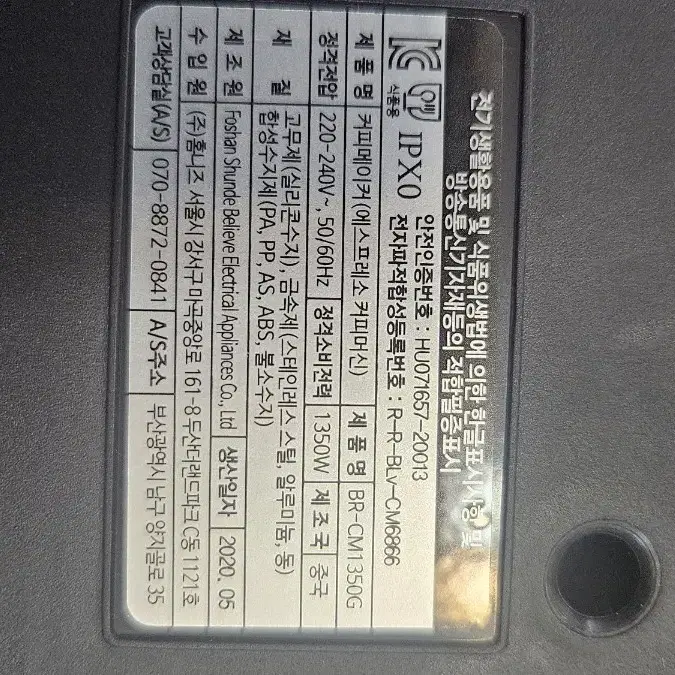 전기생활용품 및 식품위생법에 의한 한글표시사항 및
방송통신기자재등의 적합필증표시
식품용 IPX0
안전인증번호 : HU071657-20013
전자파적합성등록번호 : R-R-BLv-CM6866
제 품 명 커피메이커(에스프레소 커피머신) 제 품 명 BR-CM1350G
정격전압 220-240V~, 50/60Hz 정격소비전력 1350W 제 조 국 중국
재 질 고무제(실리콘수지), 금속제(스테인레스 스틸, 알루미늄, 동)
합성수지제(PA, PP, AS, ABS, 불소수지)
제 조 원 Foshan Shunde Believe Electrical Appliances Co., Ltd 생산일자 2020. 05
수 입 원 (주)홈니즈 서울시 강서구 마곡중앙로 161-8 두산더랜드파크 C동 1121호
고객상담실(A/S) 070-8872-0841 A/S주소 부산광역시 남구 양지골로 35